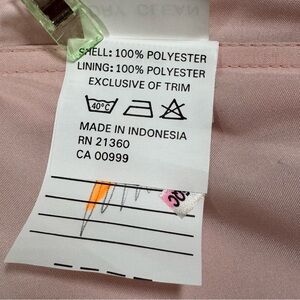 SHELL: 100% POLYESTER
LINING: 100% POLYESTER
EXCLUSIVE OF TRIM
40°C
MADE IN INDONESIA
RN 21360
CA 00999